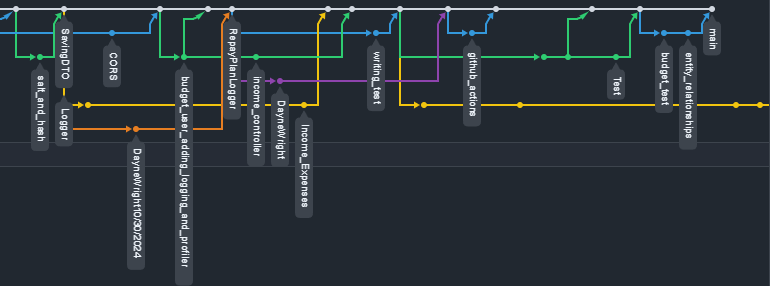 salt_and_hash
SavingDTO
Logger
CORS
DayneWright10/30/2024
budget_user_adding_logging_and_profiler
RepayPlanLogger
income_controller
DayneWright
Income_Expenses
writing_test
github_actions
Test
budget_test
entity_relationships
main